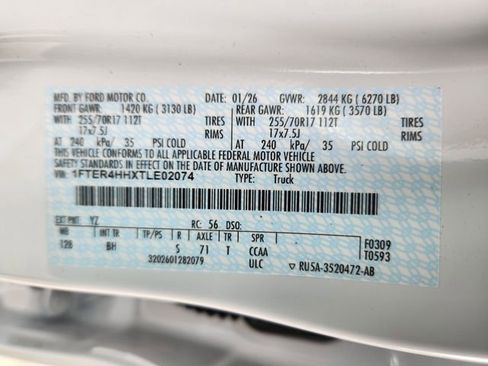 MFD. BY FORD MOTOR CO. DATE: 01/26 GVWR: 2844 KG ( 6270 LB)
FRONT GAWR: 1420 KG ( 3130 LB) REAR GAWR: 1619 KG ( 3570 LB)
255/70R17 112T TIRES 255/70R17 112T TIRES
17x7.5J RIMS 17x7.5J RIMS
AT 240 kPa/ 35 PSI COLD AT 240 kPa/ 35 PSI COLD
THIS VEHICLE CONFORMS TO ALL APPLICABLE FEDERAL MOTOR VEHICLE
SAFETY STANDARDS IN EFFECT ON THE DATE OF MANUFACTURE SHOWN ABOVE.
VIN: 1FTER4HHXTLE02074 TYPE: Truck
EXT PNT: YZ RC: 56 DSO:
WB INT TR TP/PS R AXLE TR SPR
128 BH S 71 T CCAA
ULC
F0309
T0593
3202601282079
RU5A-3520472-AB